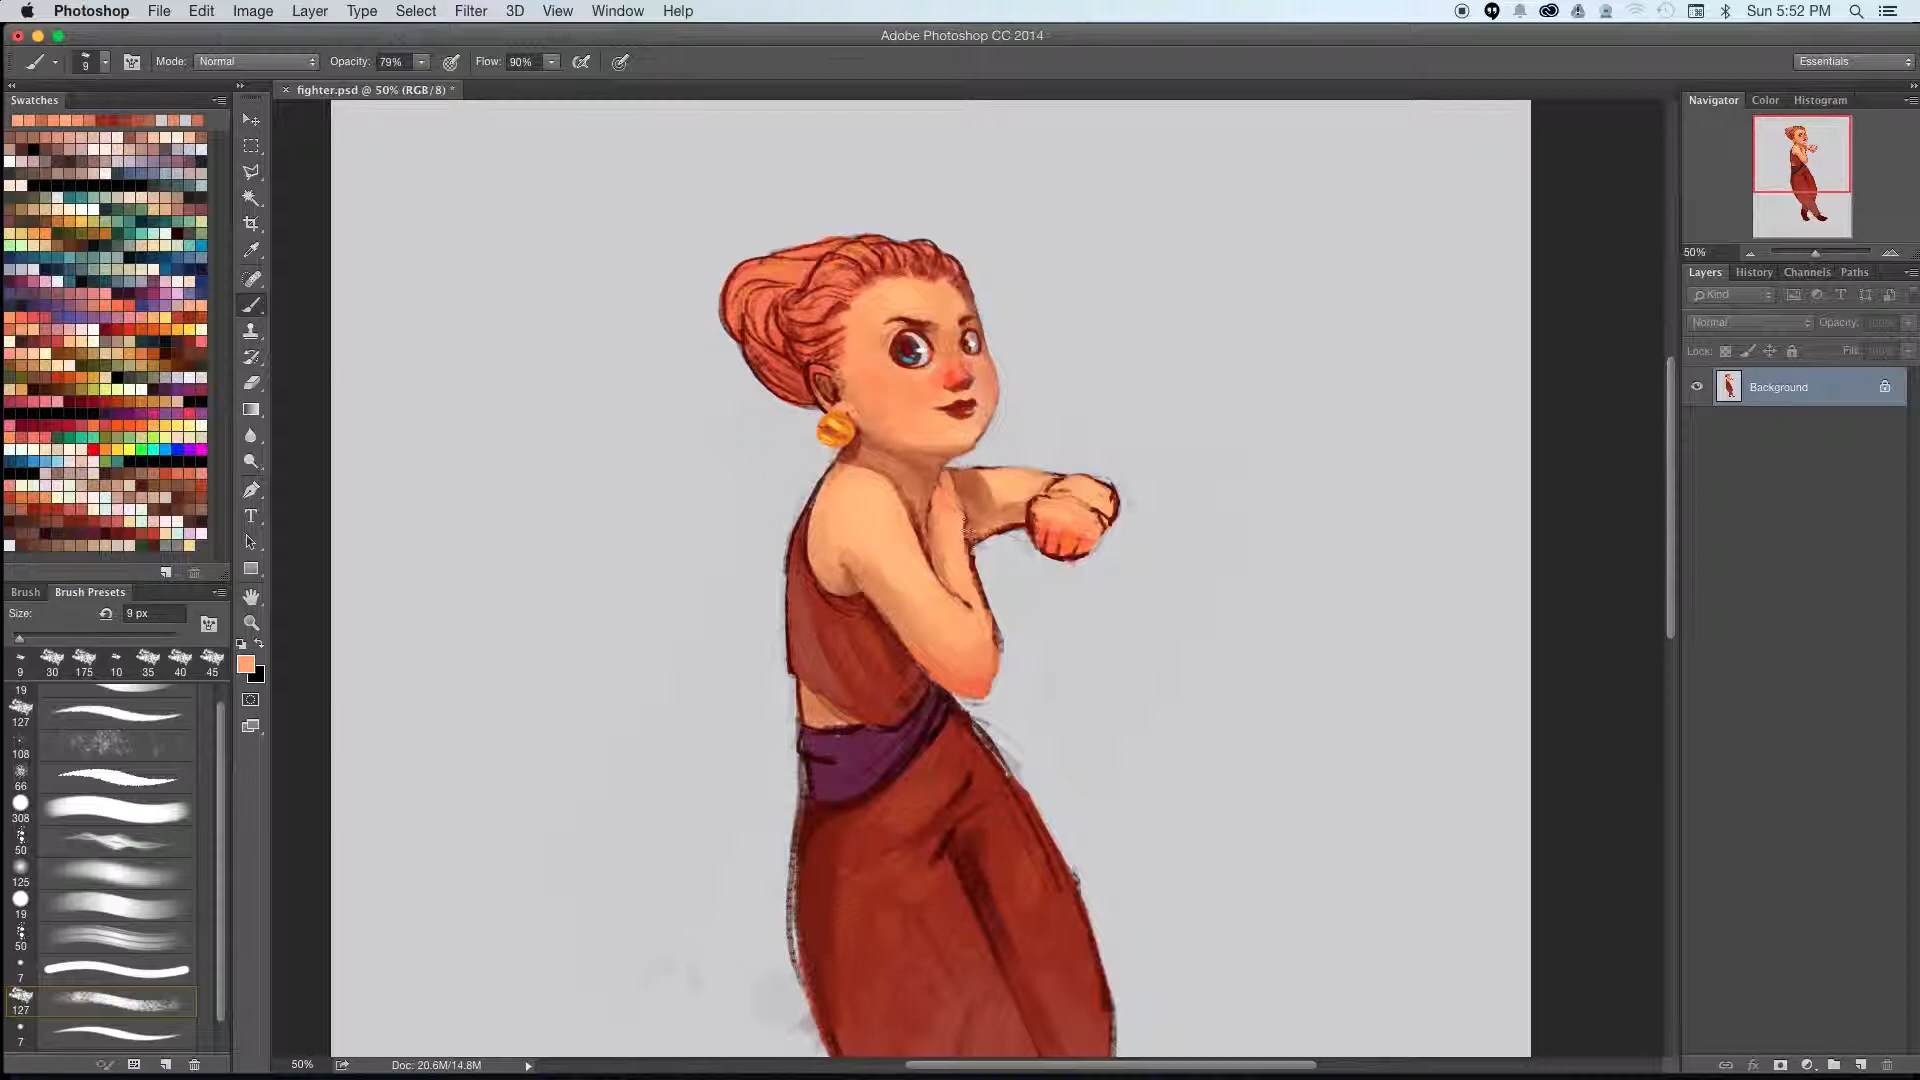 Photoshop File Edit Image Layer Type Select Filter 3D View Window Help Sun 5:52 PM
Adobe Photoshop CC 2014
9 Mode: Normal Opacity: 79% Flow: 90% Essentials
fighter.psd @ 50% (RGB/8) *
Swatches
Navigator Color Histogram
50%
Layers History Channels Paths
Kind
Normal Opacity:
Lock: Fill:
Background
Brush Brush Presets
Size: 9 px
9 30 175 10 35 40 45
19
127
108
66
308
50
125
19
50
7
127
7
50% Doc: 20.6M/14.8M